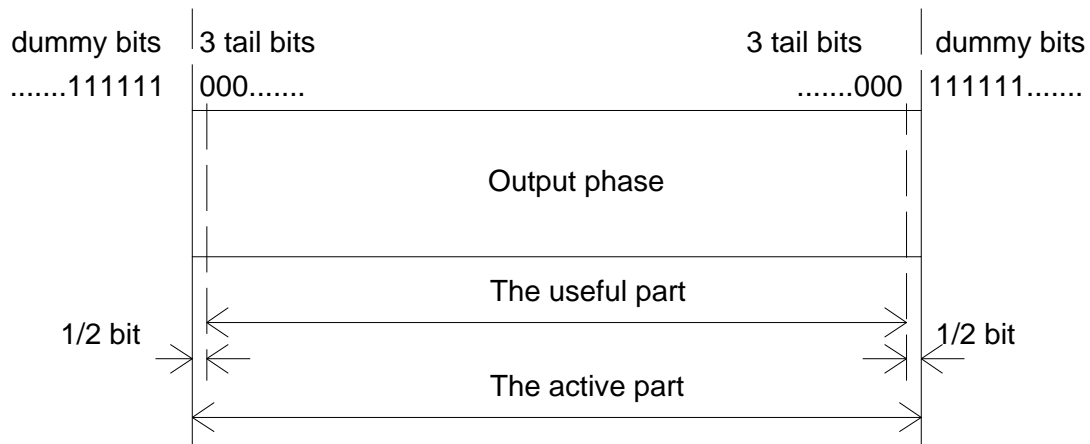 dummy bits 3 tail bits 3 tail bits dummy bits
.......111111 000....... .......000 111111.......
Output phase
The useful part
1/2 bit 1/2 bit
The active part